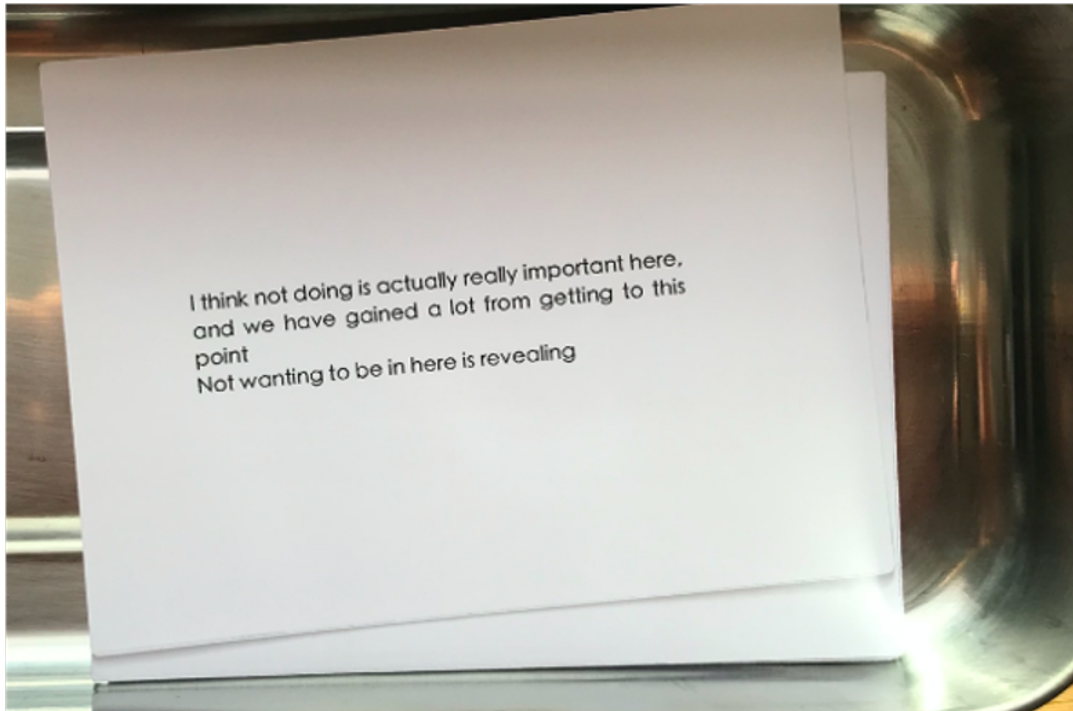 I think not doing is actually really important here,
and we have gained a lot from getting to this
point
Not wanting to be in here is revealing